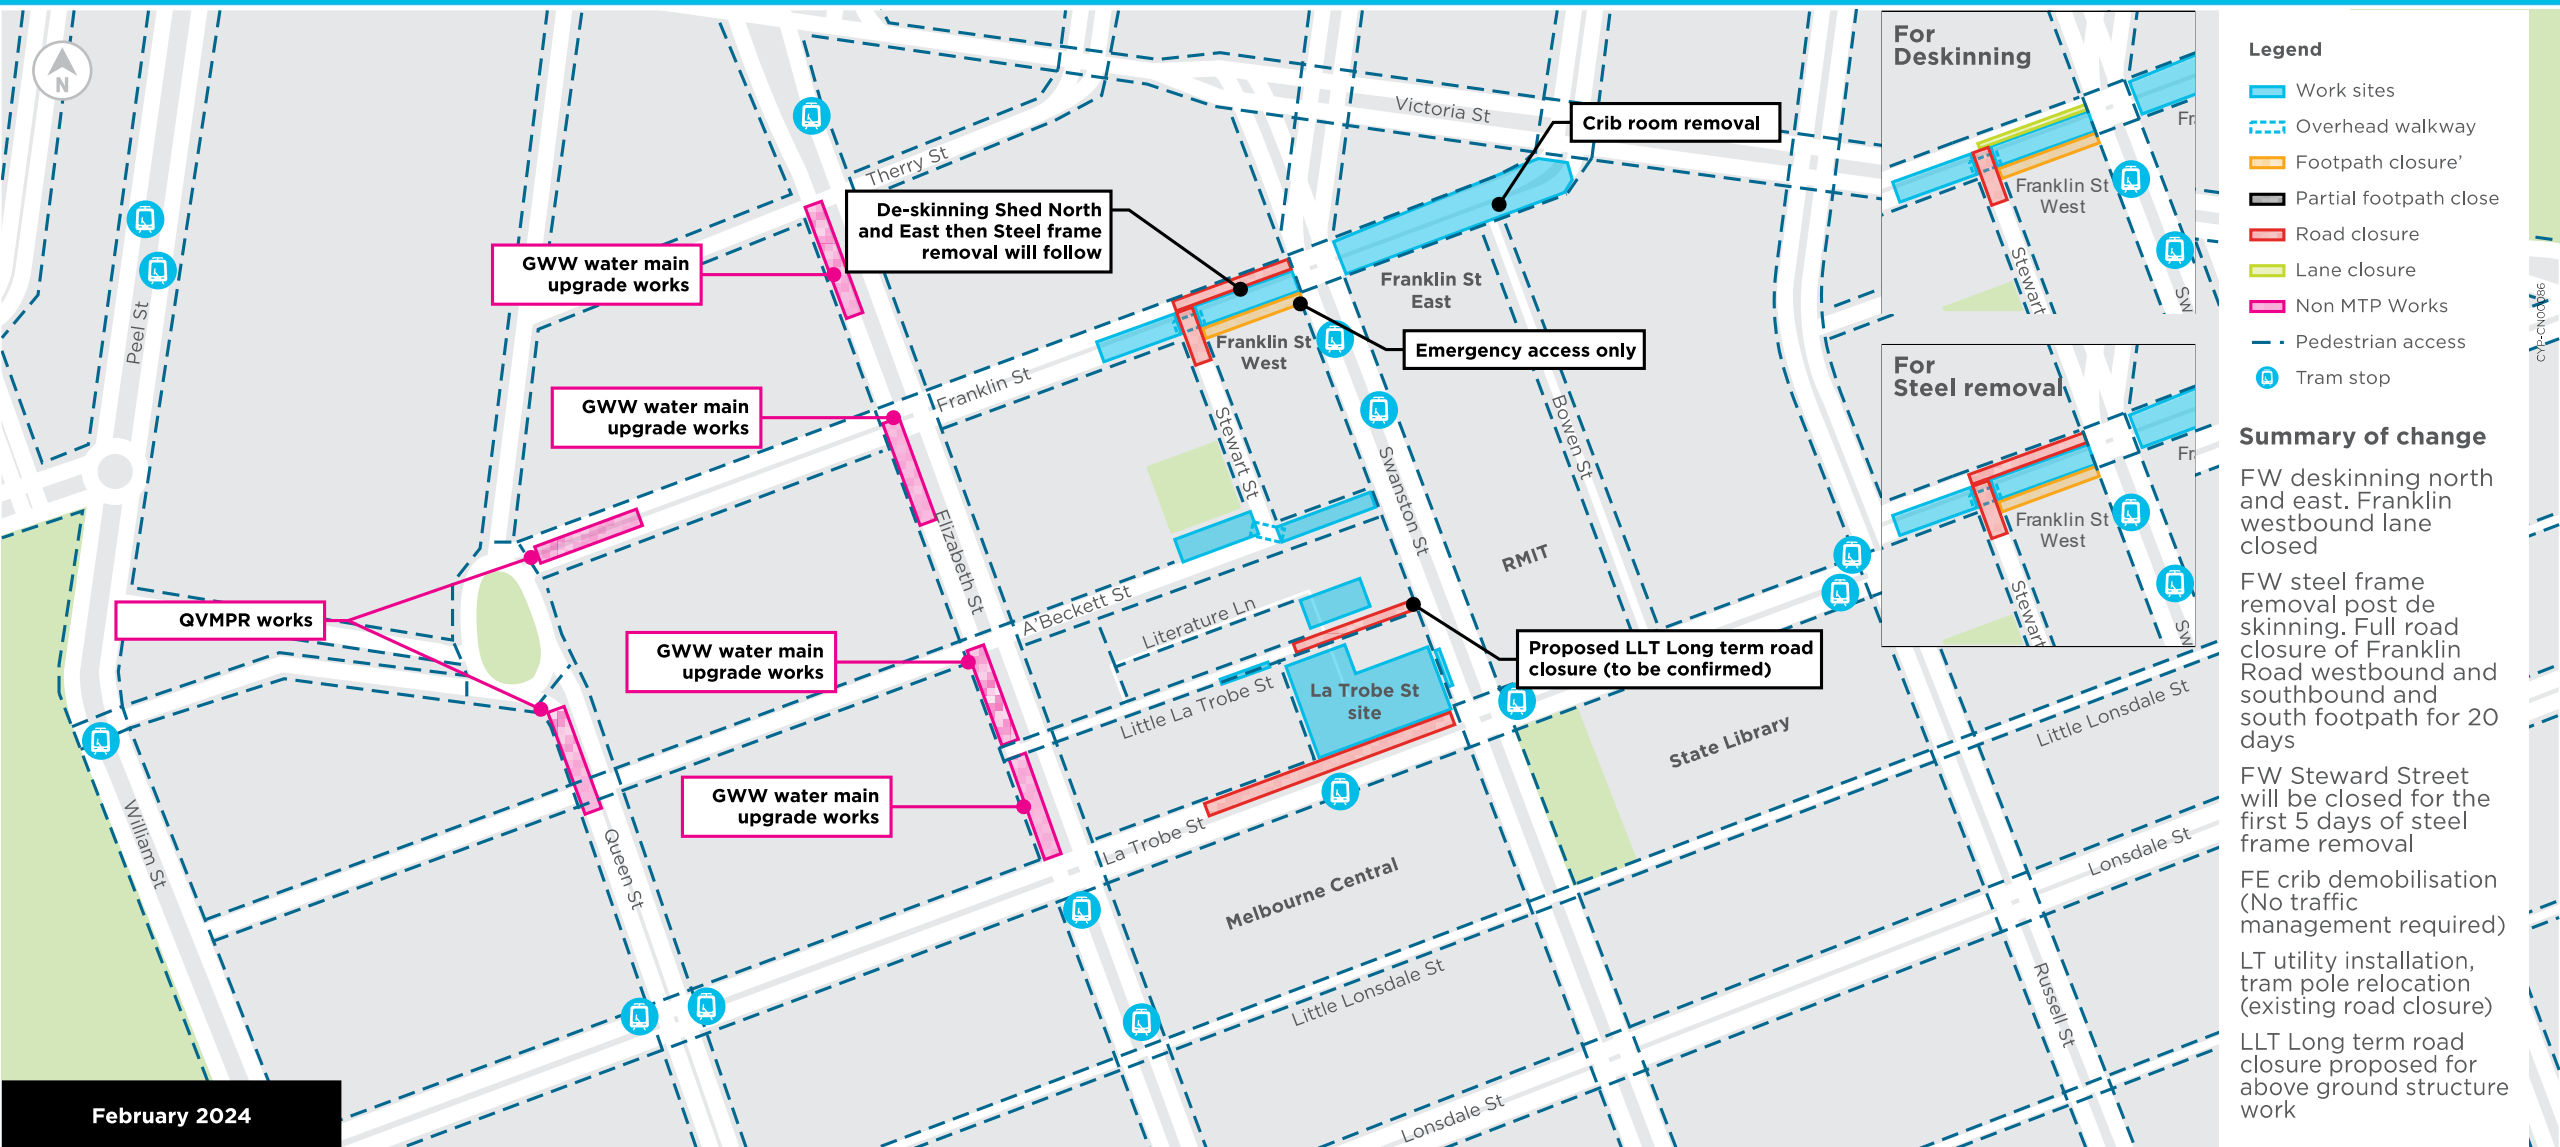 N
Victoria St
Crib room removal
Therry St
De-skinning Shed North
and East then Steel frame
removal will follow
GWW water main
upgrade works
Franklin St
East
Peel St
Franklin St
West
Emergency access only
Franklin St
GWW water main
upgrade works
Stewart St
Bowen St
Swanston St
Elizabeth St
RMIT
A'Beckett St
Literature Ln
QVMPR works
GWW water main
upgrade works
Proposed LLT Long term road
closure (to be confirmed)
La Trobe St
site
Little La Trobe St
State Library
Little Lonsdale St
GWW water main
upgrade works
William St
Queen St
La Trobe St
Melbourne Central
Lonsdale St
Little Lonsdale St
Russell St
Lonsdale St
February 2024
For
Deskinning
Fr
Franklin St
West
Stewart
Sw
For
Steel removal
Fr
Franklin St
West
Stewart
Sw
Legend
Work sites
Overhead walkway
Footpath closure'
Partial footpath close
Road closure
Lane closure
Non MTP Works
Pedestrian access
Tram stop
CYP-CN00086
Summary of change
FW deskinning north
and east. Franklin
westbound lane
closed
FW steel frame
removal post de
skinning. Full road
closure of Franklin
Road westbound and
southbound and
south footpath for 20
days
FW Steward Street
will be closed for the
first 5 days of steel
frame removal
FE crib demobilisation
(No traffic
management required)
LT utility installation,
tram pole relocation
(existing road closure)
LLT Long term road
closure proposed for
above ground structure
work